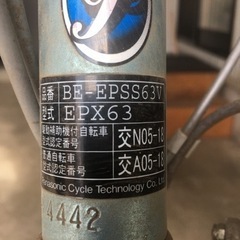 品番 BE-EPSS63V
型式 EPX63
駆動補助機付自転車
型式認定番号 交N05-18
普通自転車
型式認定番号 交A05-18
Panasonic Cycle Technology Co., Ltd.
4442